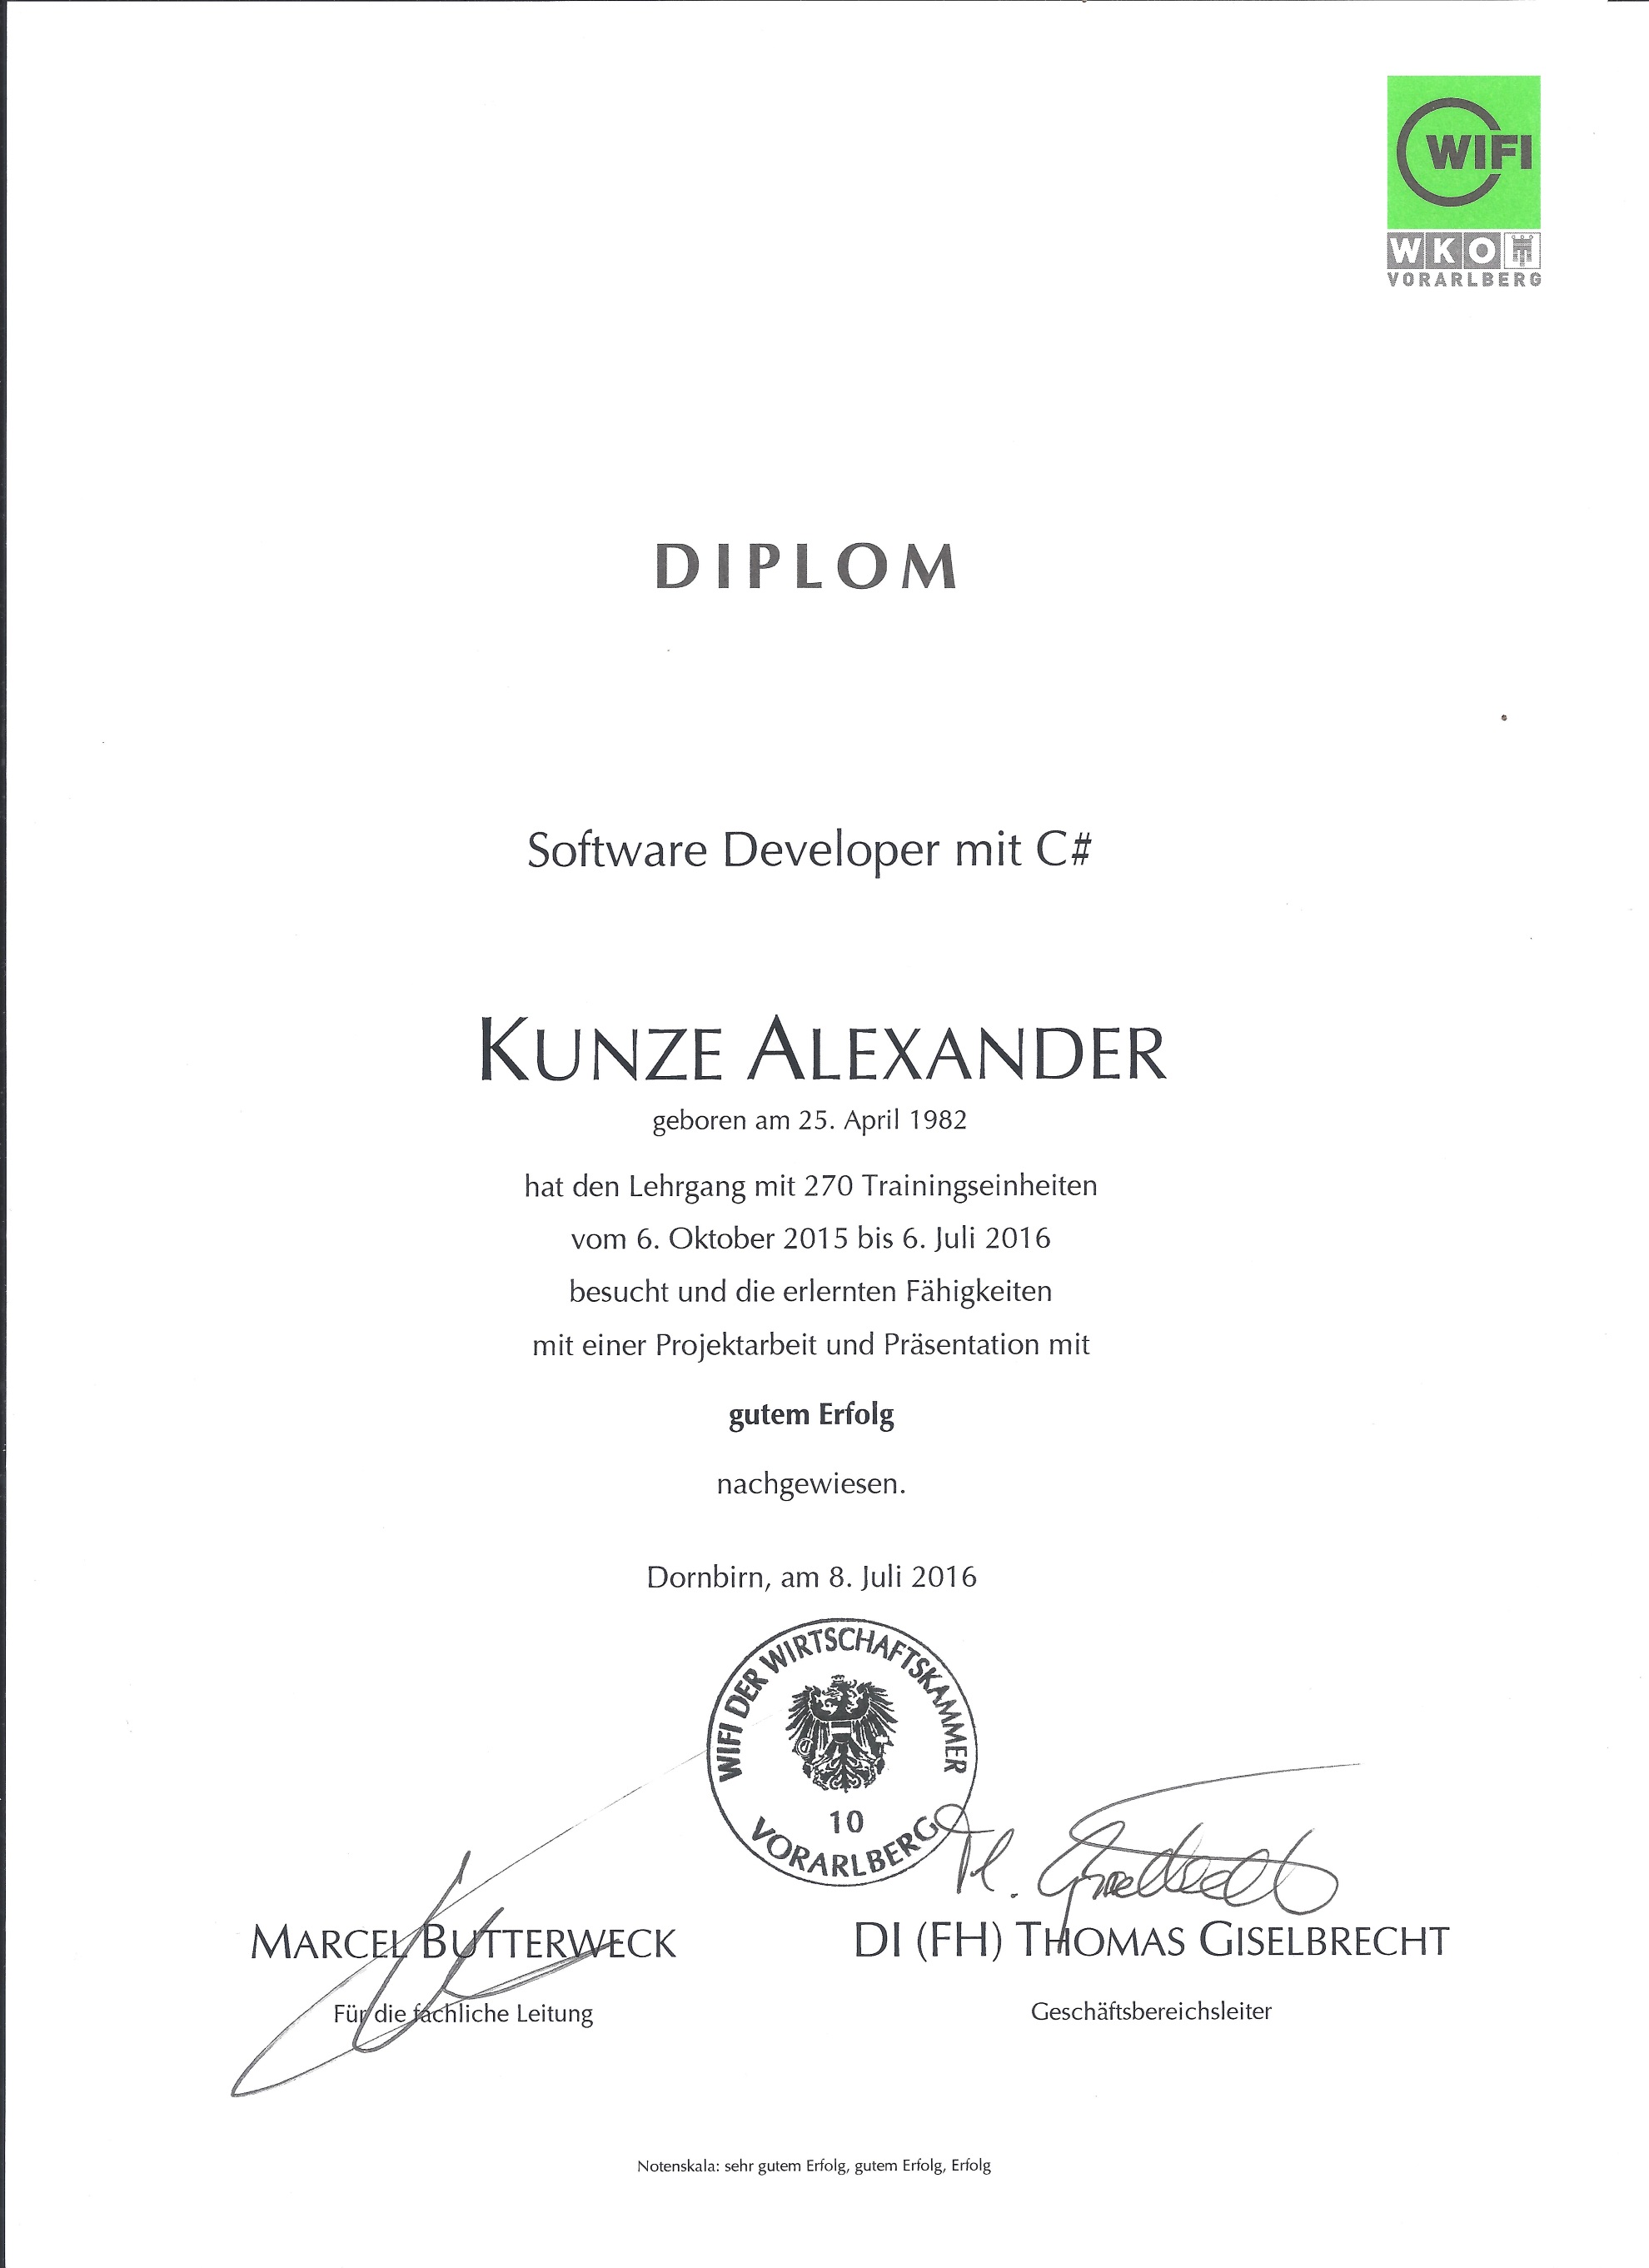 WIFI
WKO
VORARLBERG
DIPLOM
Software Developer mit C#
KUNZE ALEXANDER
geboren am 25. April 1982
hat den Lehrgang mit 270 Trainingseinheiten
vom 6. Oktober 2015 bis 6. Juli 2016
besucht und die erlernten Fähigkeiten
mit einer Projektarbeit und Präsentation mit
gutem Erfolg
nachgewiesen.
Dornbirn, am 8. Juli 2016
WIFI DER WIRTSCHAFTSKAMMER
10
VORARLBERG
MARCEL BUTTERWECK
Für die fachliche Leitung
DI (FH) THOMAS GISELBRECHT
Geschäftsbereichsleiter
Notenskala: sehr gutem Erfolg, gutem Erfolg, Erfolg